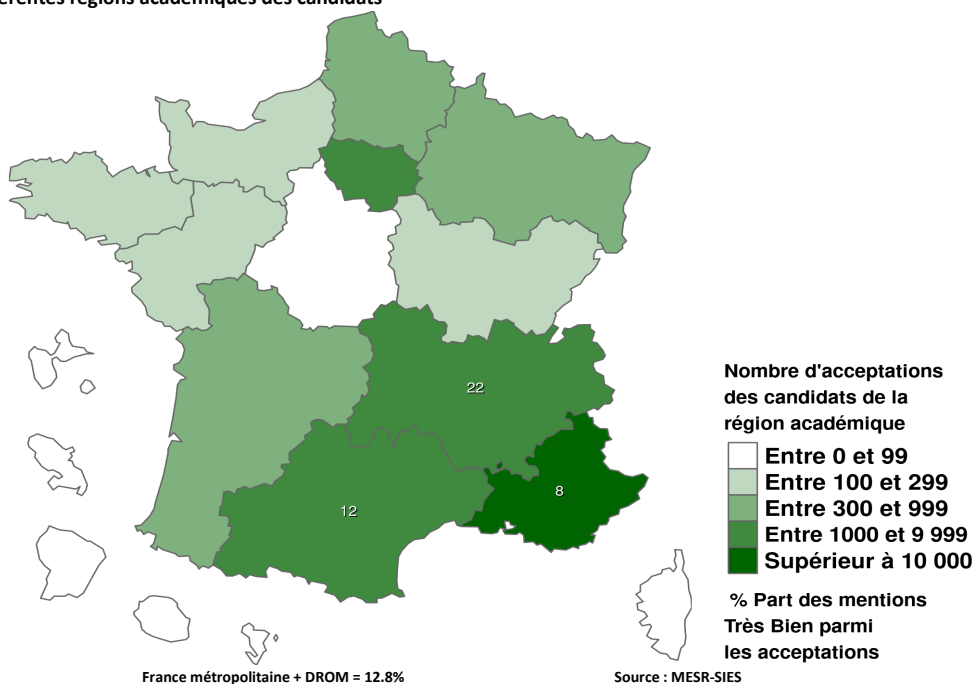 érentes régions académiques des candidats
22
8
12
Nombre d'acceptations
des candidats de la
région académique
Entre 0 et 99
Entre 100 et 299
Entre 300 et 999
Entre 1000 et 9 999
Supérieur à 10 000
% Part des mentions
Très Bien parmi
les acceptations
France métropolitaine + DROM = 12.8%
Source : MESR-SIES